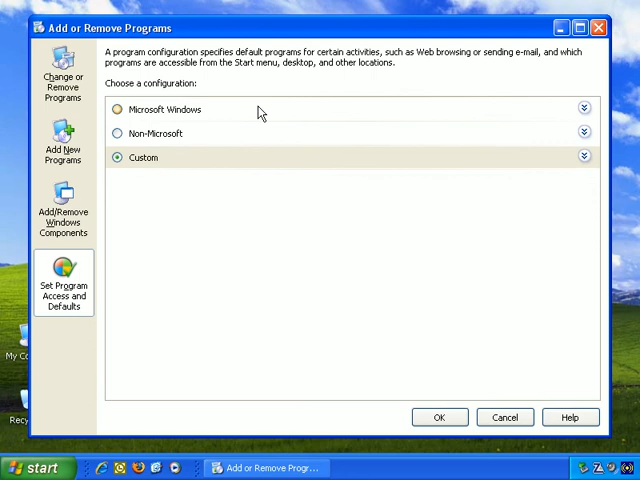 Add or Remove Programs
A program configuration specifies default programs for certain activities, such as Web browsing or sending e-mail, and which
programs are accessible from the Start menu, desktop, and other locations.
Choose a configuration:
Microsoft Windows
Non-Microsoft
Custom
Change or
Remove
Programs
Add New
Programs
Add/Remove
Windows
Components
Set Program
Access and
Defaults
My Co
Recy
OK
Cancel
Help
start
Add or Remove Progr...